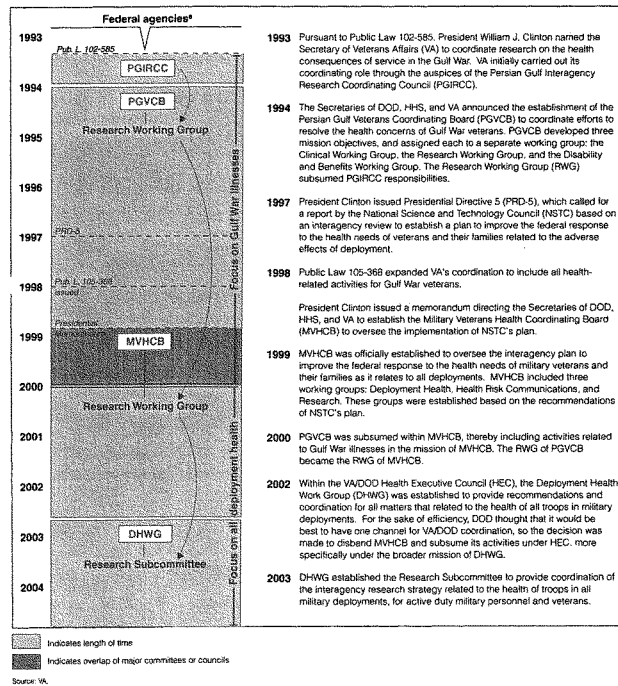 Federal agenciesª
1993
Pub. L. 102-585
PGIRCC
1994
PGVCB
Research Working Group
1995
1996
1997
PRD-5
1998
Pub. L. 105-368
issued
Presidential
1999
MVHCB
2000
Research Working Group
2001
2002
2003
DHWG
Research Subcommittee
2004
Focus on Gulf War illnesses
Focus on all deployment health
1993 Pursuant to Public Law 102-585, President William J. Clinton named the
Secretary of Veterans Affairs (VA) to coordinate research on the health
consequences of service in the Gulf War. VA initially carried out its
coordinating role through the auspices of the Persian Gulf Interagency
Research Coordinating Council (PGIRCC).
1994 The Secretaries of DOD, HHS, and VA announced the establishment of the
Persian Gulf Veterans Coordinating Board (PGVCB) to coordinate efforts to
resolve the health concerns of Gulf War veterans. PGVCB developed three
mission objectives, and assigned each to a separate working group: the
Clinical Working Group, the Research Working Group, and the Disability
and Benefits Working Group. The Research Working Group (RWG)
subsumed PGIRCC responsibilities.
1997 President Clinton issued Presidential Directive 5 (PRD-5), which called for
a report by the National Science and Technology Council (NSTC) based on
an interagency review to establish a plan to improve the federal response
to the health needs of veterans and their families related to the adverse
effects of deployment.
1998 Public Law 105-368 expanded VA's coordination to include all health-
related activities for Gulf War veterans.
President Clinton issued a memorandum directing the Secretaries of DOD,
HHS, and VA to establish the Military Veterans Health Coordinating Board
(MVHCB) to oversee the implementation of NSTC's plan.
1999 MVHCB was officially established to oversee the interagency plan to
improve the federal response to the health needs of military veterans and
their families as it relates to all deployments. MVHCB included three
working groups: Deployment Health, Health Risk Communications, and
Research. These groups were established based on the recommendations
of NSTC's plan.
2000 PGVCB was subsumed within MVHCB, thereby including activities related
to Gulf War illnesses in the mission of MVHCB. The RWG of PGVCB
became the RWG of MVHCB.
2002 Within the VA/DOD Health Executive Council (HEC), the Deployment Health
Work Group (DHWG) was established to provide recommendations and
coordination for all matters that related to the health of all troops in military
deployments. For the sake of efficiency, DOD thought that it would be
best to have one channel for VA/DOD coordination, so the decision was
made to disbend MVHCB and subsume its activities under HEC, more
specifically under the broader mission of DHWG.
2003 DHWG established the Research Subcommittee to provide coordination of
the interagency research strategy related to the health of troops in all
military deployments, for active duty military personnel and veterans.
Indicates length of time
Indicates overlap of major committees or councils
Source: VA.